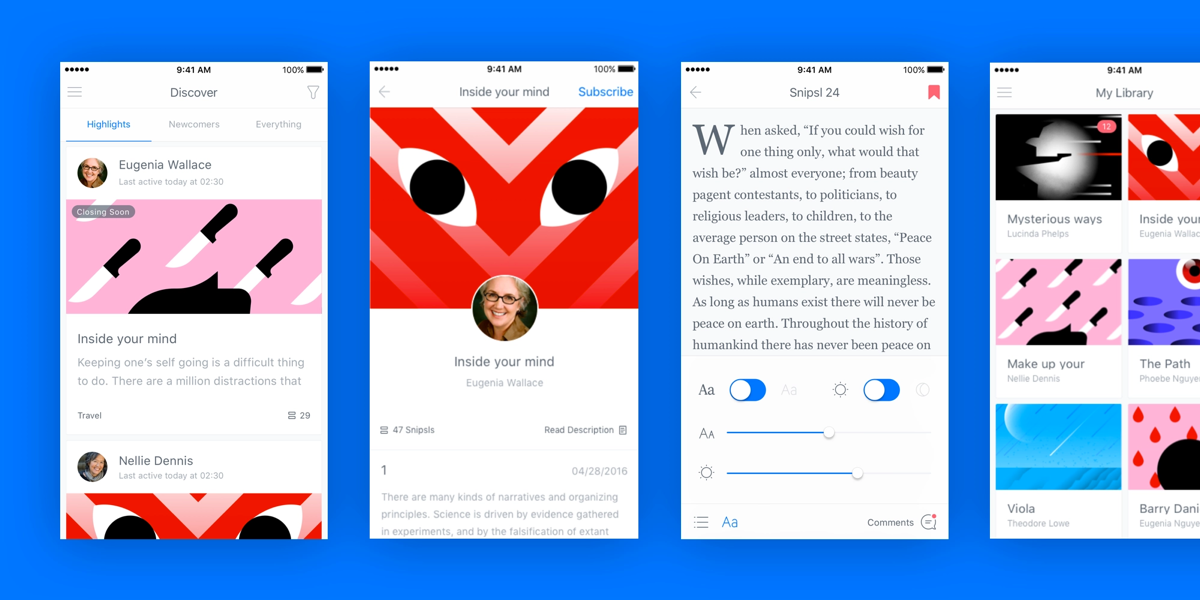 9:41 AM
100%
Discover
Highlights
Newcomers
Everything
Eugenia Wallace
Last active today at 02:30
Closing Soon
Inside your mind
Keeping one's self going is a difficult thing
to do. There are a million distractions that
Travel
29
Nellie Dennis
Last active today at 02:30
9:41 AM
100%
Inside your mind
Subscribe
Inside your mind
Eugenia Wallace
47 Snipsls
Read Description
1
04/28/2016
There are many kinds of narratives and organizing
principles. Science is driven by evidence gathered
in experiments, and by the falsification of extant
9:41 AM
100%
Snipsl 24
When asked, “If you could wish for
one thing only, what would that
wish be?” almost everyone; from beauty
pagent contestants, to politicians, to
religious leaders, to children, to the
average person on the street states, “Peace
On Earth” or “An end to all wars”. Those
wishes, while exemplary, are meaningless.
As long as humans exist there will never be
peace on earth. Throughout the history of
humankind there has never been peace on
Aa
Aa
AA
Aa
Comments
9:41 AM
My Library
12
Mysterious ways
Lucinda Phelps
Inside your
Eugenia Wallac
Make up your
Nellie Dennis
The Path
Phoebe Nguye
Viola
Theodore Lowe
Barry Dani
Eugenia Nguye